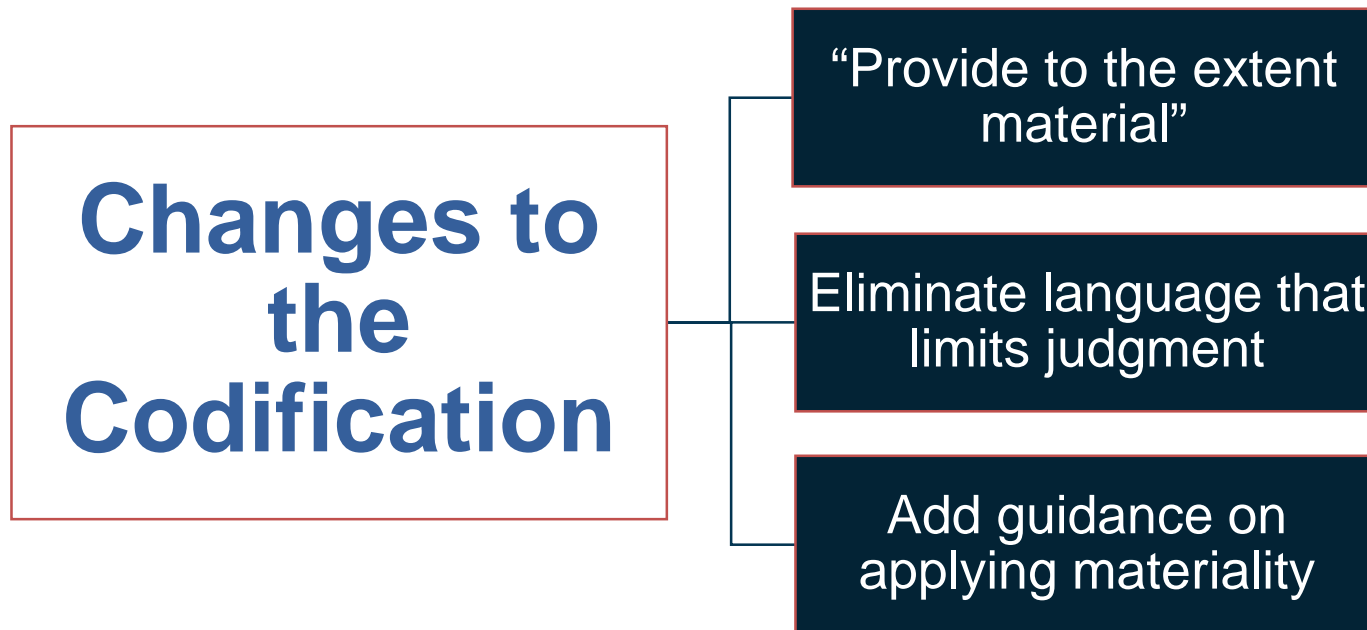 Changes to
the
Codification
“Provide to the extent
material”
Eliminate language that
limits judgment
Add guidance on
applying materiality